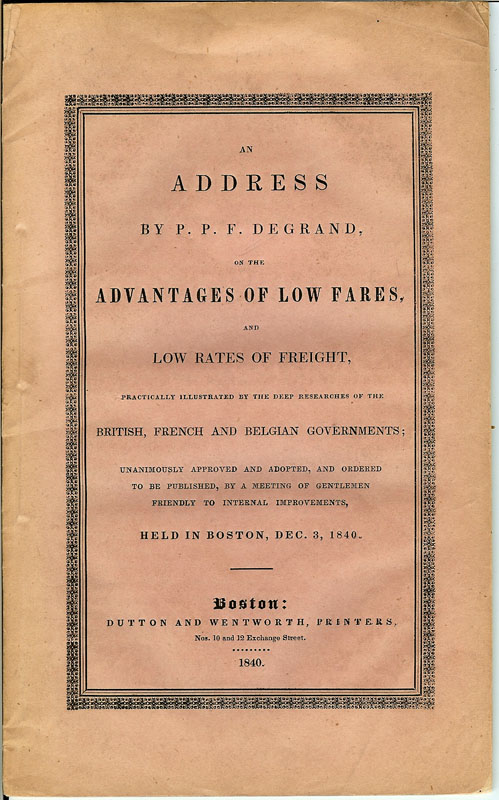 AN
ADDRESS
BY P. P. F. DEGRAND,
ON THE
ADVANTAGES OF LOW FARES,
AND
LOW RATES OF FREIGHT,
PRACTICALLY ILLUSTRATED BY THE DEEP RESEARCHES OF THE
BRITISH, FRENCH AND BELGIAN GOVERNMENTS;
UNANIMOUSLY APPROVED AND ADOPTED, AND ORDERED
TO BE PUBLISHED, BY A MEETING OF GENTLEMEN
FRIENDLY TO INTERNAL IMPROVEMENTS,
HELD IN BOSTON, DEC. 3, 1840.
Boston:
DUTTON AND WENTWORTH, PRINTERS,
Nos. 10 and 12 Exchange Street.
1840.